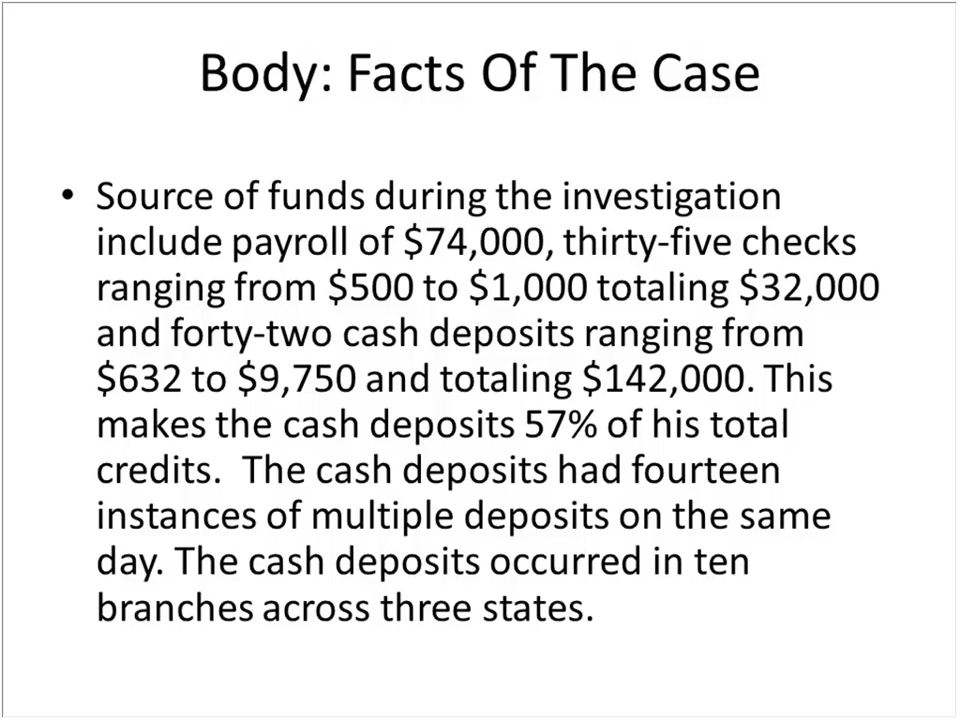 Body: Facts Of The Case
• Source of funds during the investigation
include payroll of $74,000, thirty-five checks
ranging from $500 to $1,000 totaling $32,000
and forty-two cash deposits ranging from
$632 to $9,750 and totaling $142,000. This
makes the cash deposits 57% of his total
credits.  The cash deposits had fourteen
instances of multiple deposits on the same
day. The cash deposits occurred in ten
branches across three states.